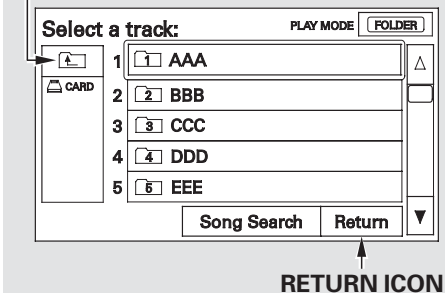 Select a track: PLAY MODE FOLDER
1 1 AAA
CARD
2 2 BBB
3 3 CCC
4 4 DDD
5 5 EEE
Song Search Return
RETURN ICON